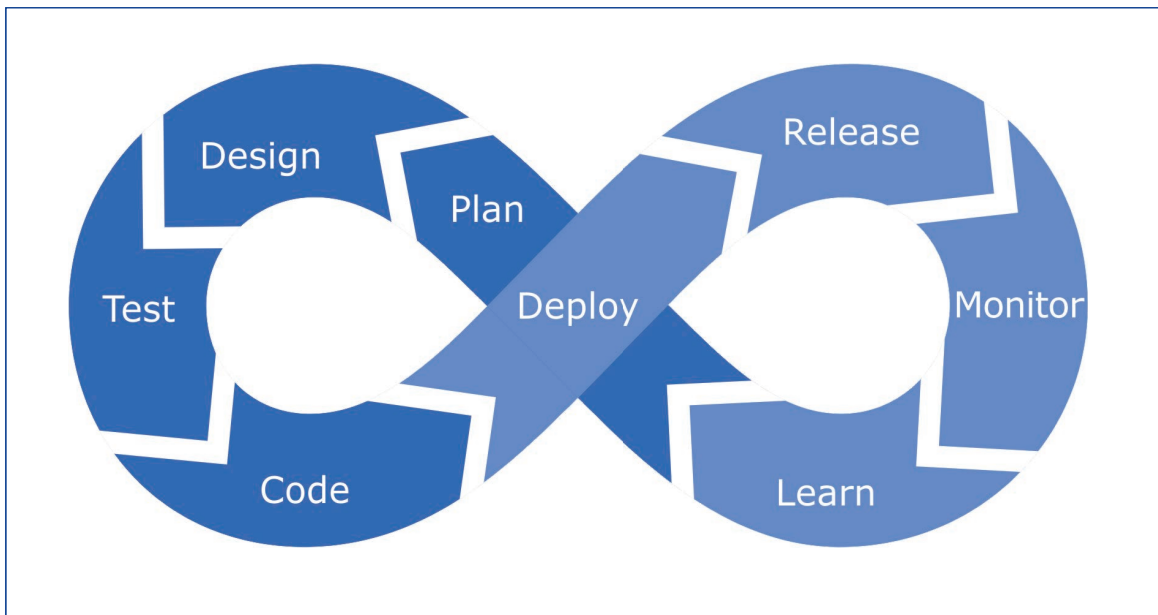 Design
Release
Plan
Test
Deploy
Monitor
Code
Learn